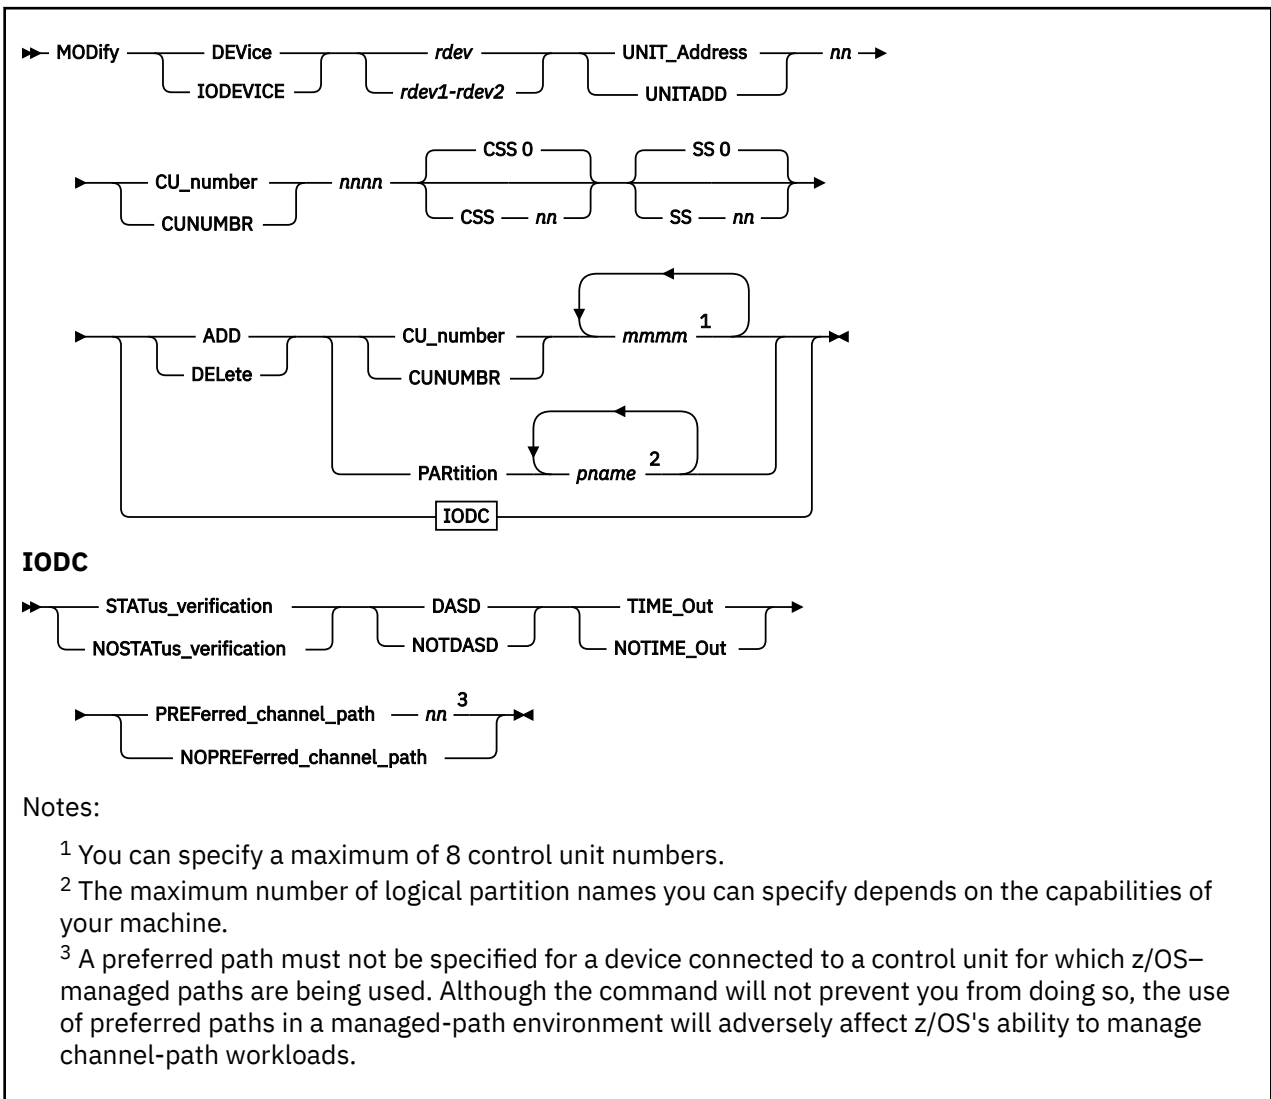 MODify DEVice rdev UNIT_Address nn
IODEVICE rdev1-rdev2 UNITADD
CSS 0 SS 0
CU_number nnnn
CUNUMBR CSS nn SS nn
ADD CU_number mmmm 1
DELete CUNUMBR
PARtition pname 2
IODC
IODC
STATus_verification DASD TIME_Out
NOSTATus_verification NOTDASD NOTIME_Out
PREFerred_channel_path nn 3
NOPREFerred_channel_path
Notes:
1 You can specify a maximum of 8 control unit numbers.
2 The maximum number of logical partition names you can specify depends on the capabilities of
your machine.
3 A preferred path must not be specified for a device connected to a control unit for which z/OS–
managed paths are being used. Although the command will not prevent you from doing so, the use
of preferred paths in a managed-path environment will adversely affect z/OS's ability to manage
channel-path workloads.